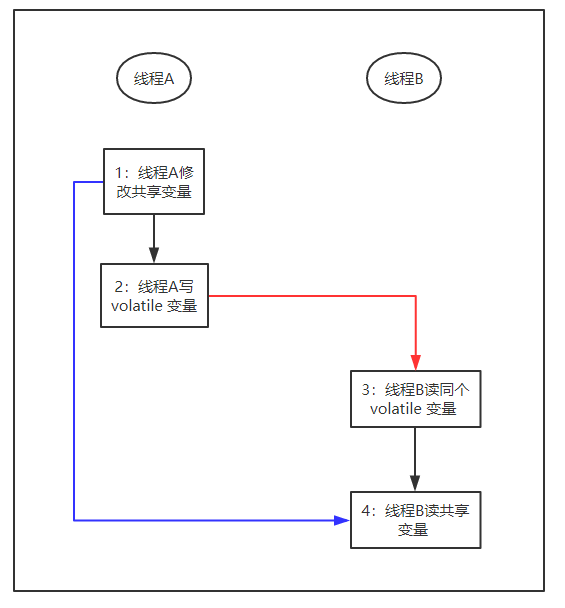 线程A
线程B
1：线程A修
改共享变量
2：线程A写
volatile 变量
3：线程B读同个
volatile 变量
4：线程B读共享
变量